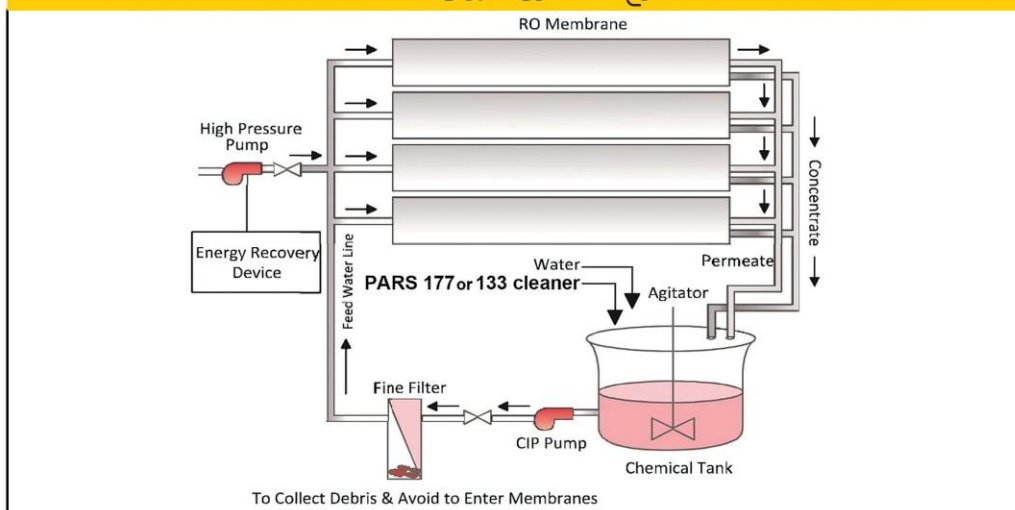 RO Membrane
High Pressure
Pump
Energy Recovery
Device
Feed Water Line
Concentrate
Permeate
Water
PARS 177 or 133 cleaner
Agitator
Fine Filter
CIP Pump
Chemical Tank
To Collect Debris & Avoid to Enter Membranes